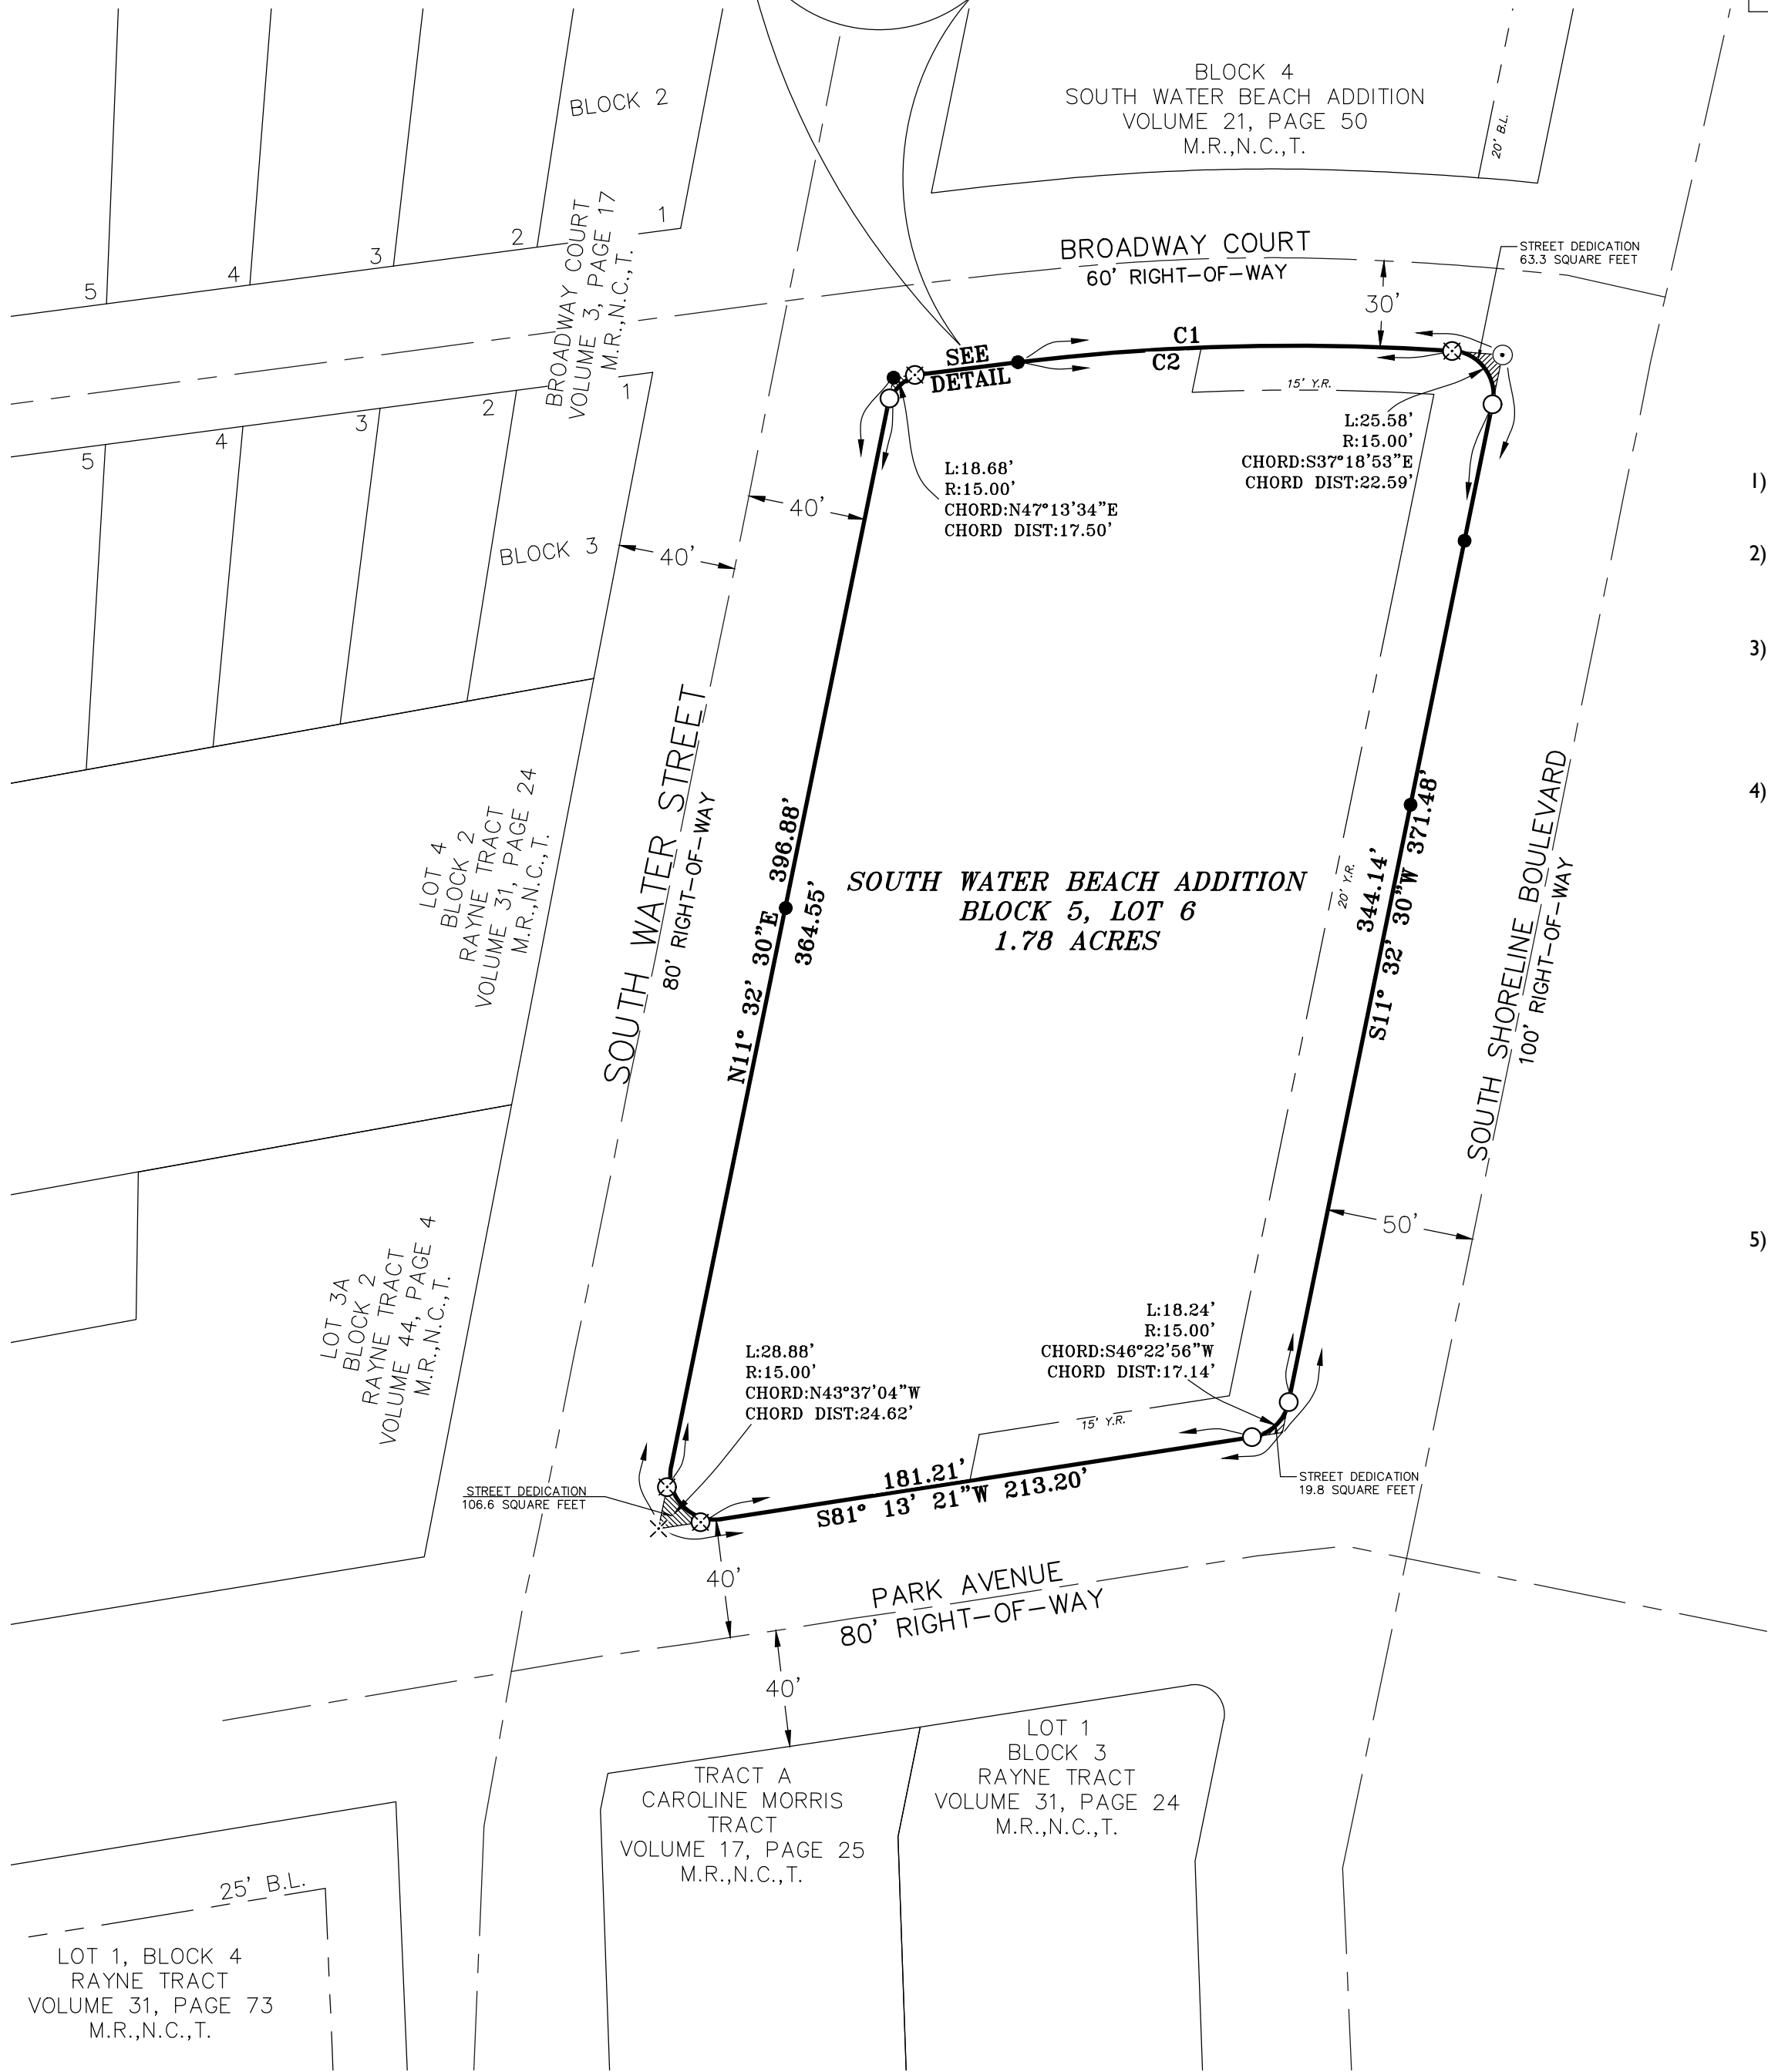 BLOCK 4
SOUTH WATER BEACH ADDITION
VOLUME 21, PAGE 50
M.R.,N.C.,T.
20' B.L.
BLOCK 2
1
2
3
4
5
BROADWAY COURT
VOLUME 3, PAGE 17
M.R.,N.C.,T.
BROADWAY COURT
60' RIGHT-OF-WAY
STREET DEDICATION
63.3 SQUARE FEET
30'
C1
C2
SEE
DETAIL
15' Y.R.
1
2
3
4
5
BLOCK 3
40'
40'
L:18.68'
R:15.00'
CHORD:N47°13'34"E
CHORD DIST:17.50'
L:25.58'
R:15.00'
CHORD:S37°18'53"E
CHORD DIST:22.59'
1)
2)
3)
4)
5)
LOT 4
BLOCK 2
RAYNE TRACT
VOLUME 31, PAGE 24
M.R.,N.C.,T.
SOUTH WATER STREET
80' RIGHT-OF-WAY
N11° 32' 30"E 396.88'
364.55'
SOUTH WATER BEACH ADDITION
BLOCK 5, LOT 6
1.78 ACRES
20' Y.R.
344.14'
S11° 32' 30"W 371.48'
SOUTH SHORELINE BOULEVARD
100' RIGHT-OF-WAY
50'
LOT 3A
BLOCK 2
RAYNE TRACT
VOLUME 44, PAGE 4
M.R.,N.C.,T.
L:28.88'
R:15.00'
CHORD:N43°37'04"W
CHORD DIST:24.62'
L:18.24'
R:15.00'
CHORD:S46°22'56"W
CHORD DIST:17.14'
15' Y.R.
STREET DEDICATION
106.6 SQUARE FEET
STREET DEDICATION
19.8 SQUARE FEET
181.21'
S81° 13' 21"W 213.20'
40'
PARK AVENUE
80' RIGHT-OF-WAY
40'
TRACT A
CAROLINE MORRIS
TRACT
VOLUME 17, PAGE 25
M.R.,N.C.,T.
LOT 1
BLOCK 3
RAYNE TRACT
VOLUME 31, PAGE 24
M.R.,N.C.,T.
25' B.L.
LOT 1, BLOCK 4
RAYNE TRACT
VOLUME 31, PAGE 73
M.R.,N.C.,T.